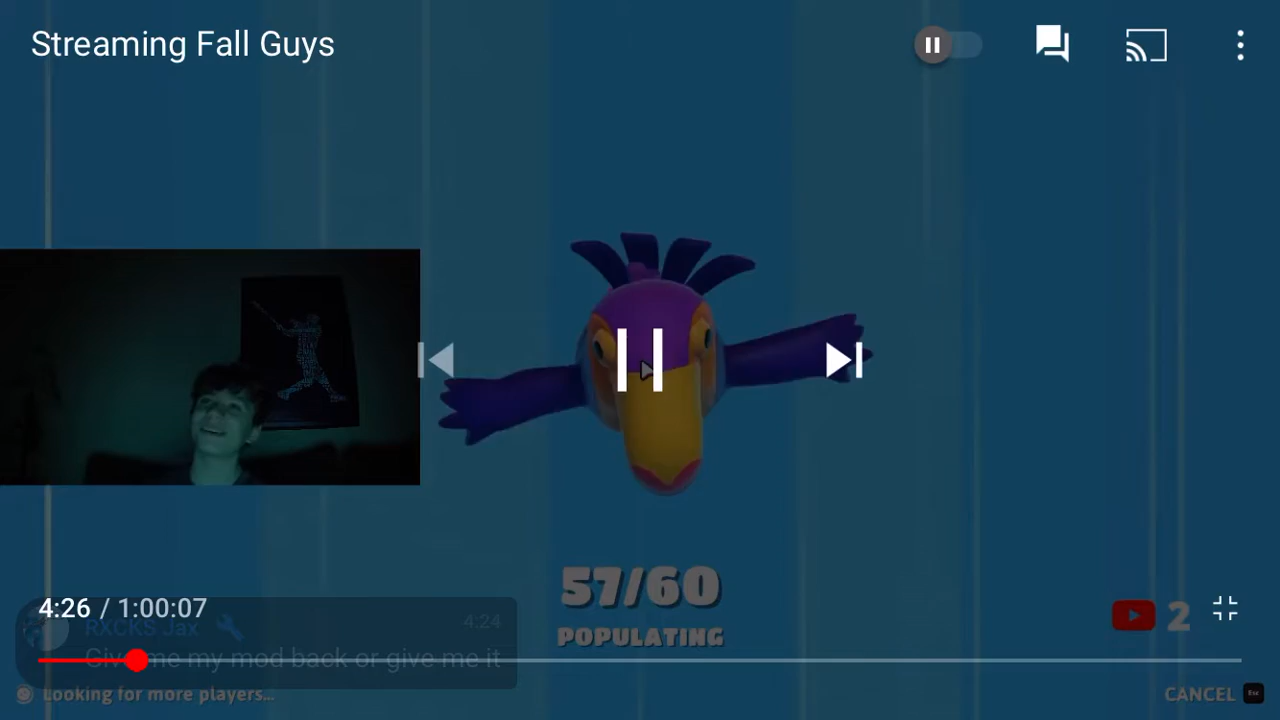 Streaming Fall Guys
57/60
POPULATING
4:26 / 1:00:07
2
RXCKS Jax
4:24
Give me my mod back or give me it
Looking for more players...
CANCEL Esc